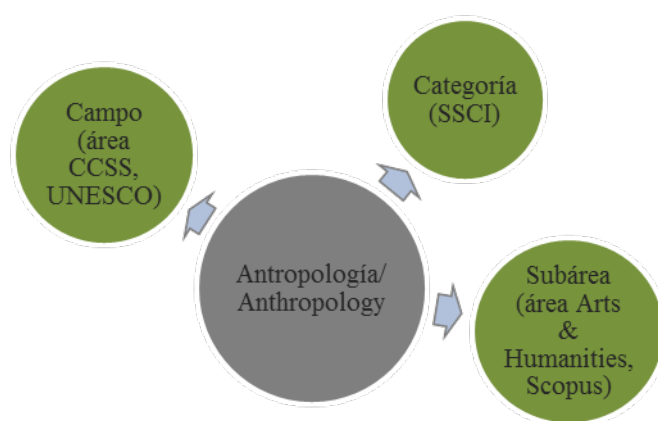 Campo
(área
CCSS,
UNESCO)
Categoría
(SSCI)
Antropología/
Anthropology
Subárea
(área Arts
&
Humanities,
Scopus)